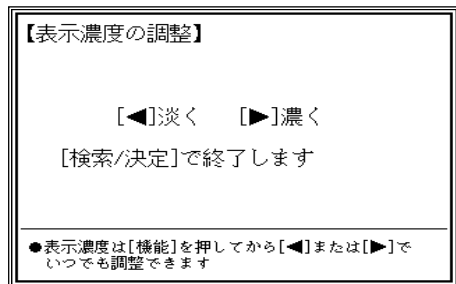 【表示濃度の調整】
[◀]淡く [▶]濃く
[検索/決定]で終了します
●表示濃度は[機能]を押してから[◀]または[▶]で
いつでも調整できます